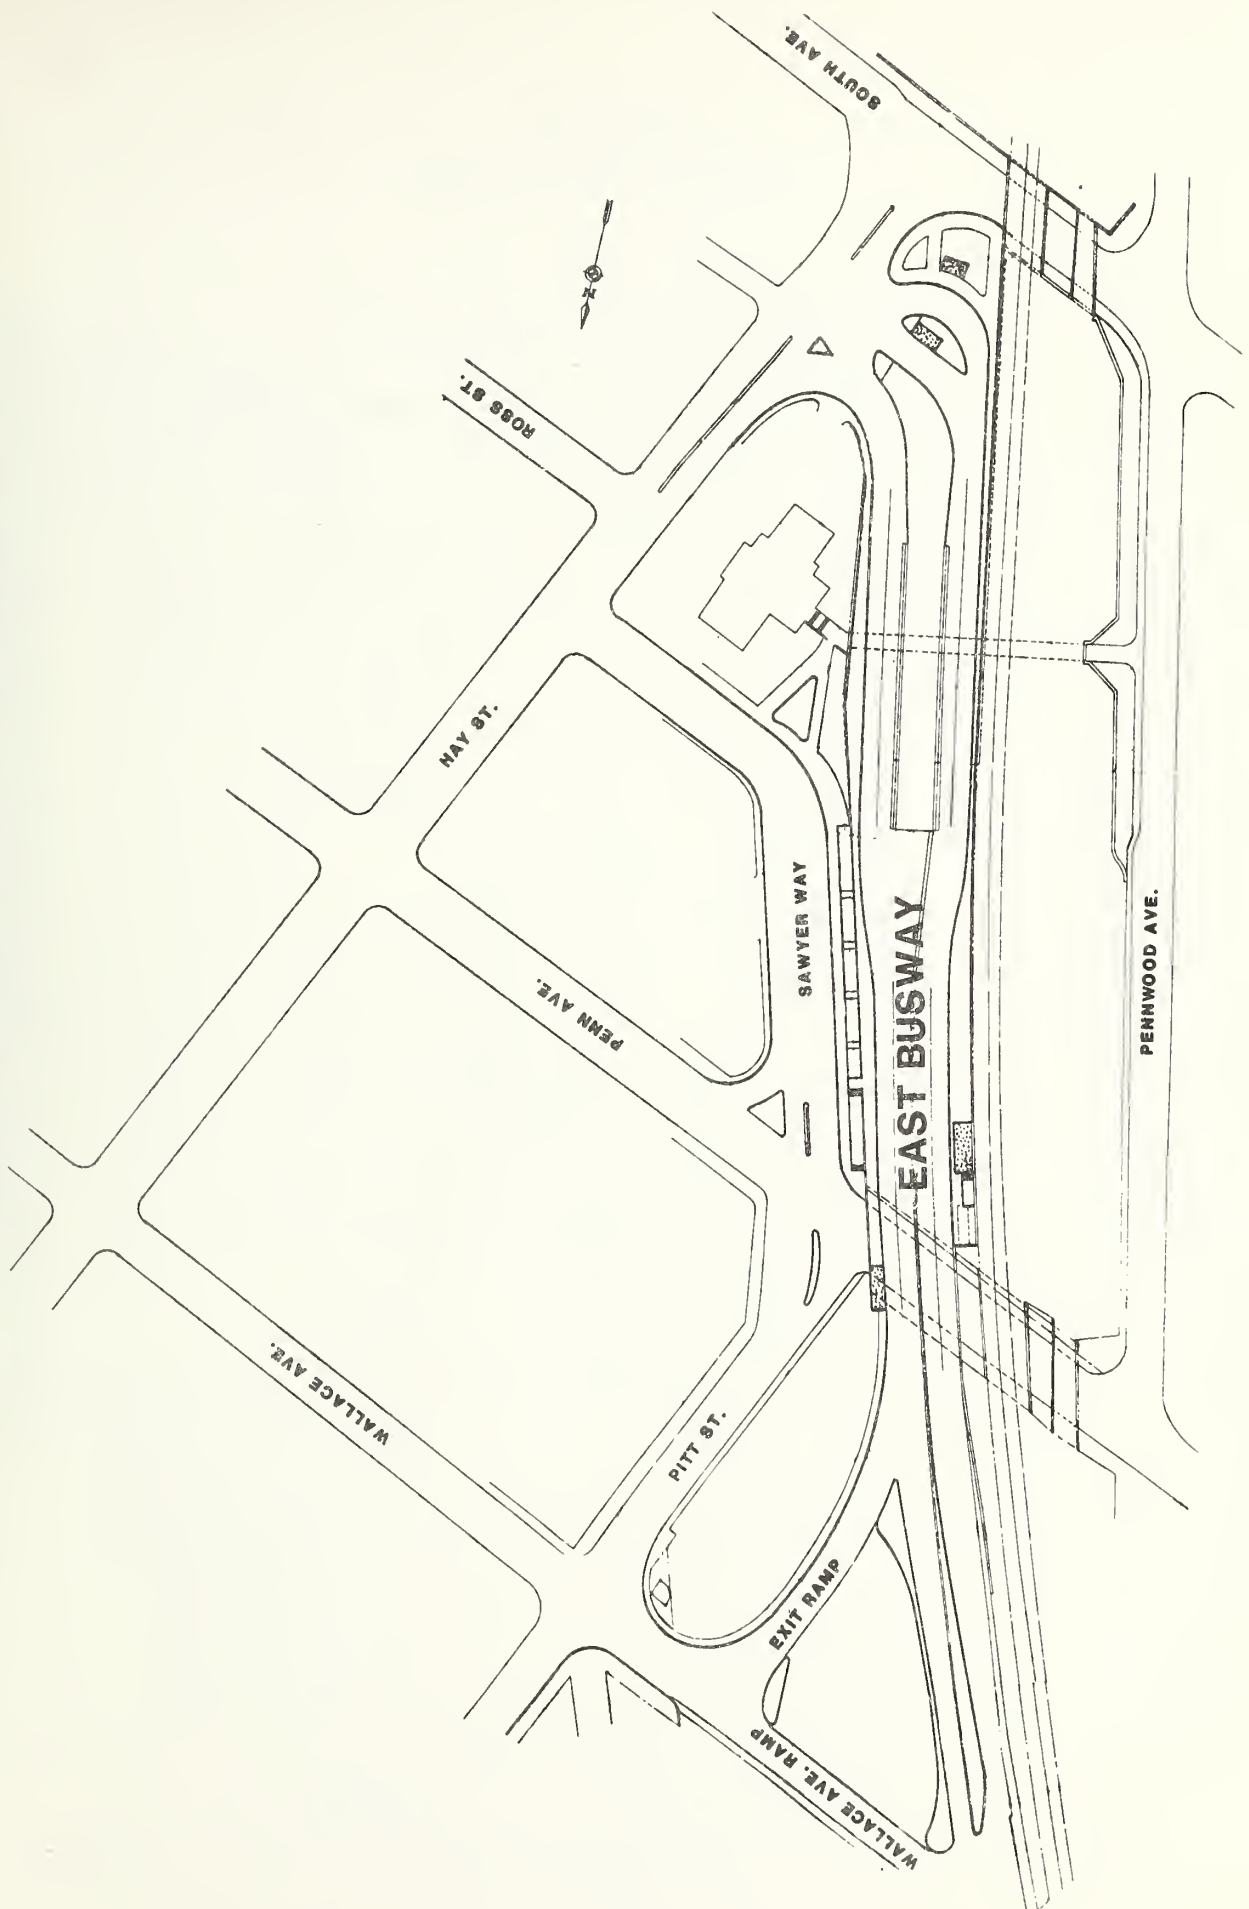 SOUTH AVE.
N
ROSS ST.
HAY ST.
SAWYER WAY
PENN AVE.
EAST BUSWAY
PENNWOOD AVE.
WALLACE AVE.
PITT ST.
EXIT RAMP
WALLACE AVE. RAMP